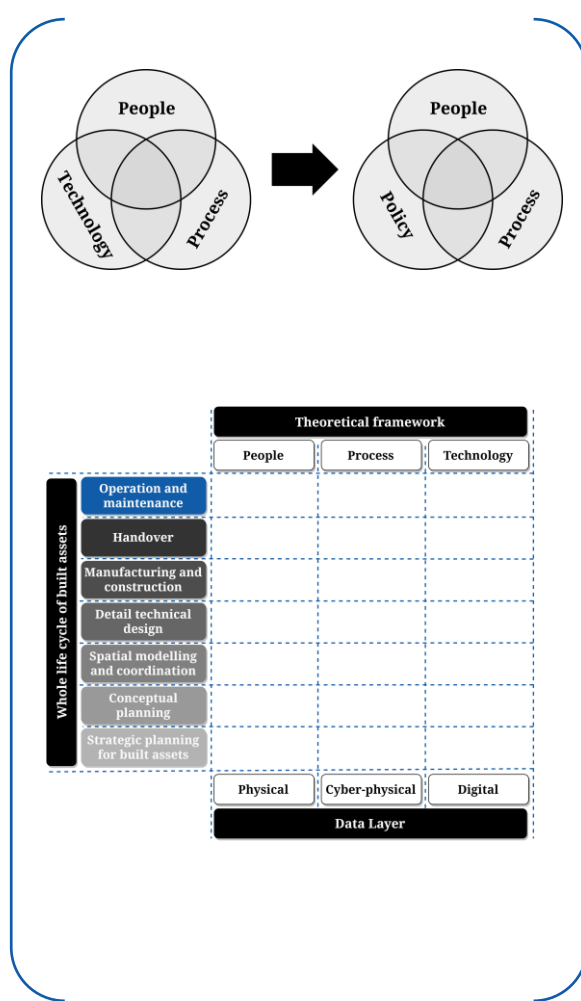 People
Technology
Process
People
Policy
Process
Theoretical framework
People
Process
Technology
Whole life cycle of built assets
Operation and
maintenance
Handover
Manufacturing and
construction
Detail technical
design
Spatial modelling
and coordination
Conceptual
planning
Strategic planning
for built assets
Physical
Cyber-physical
Digital
Data Layer